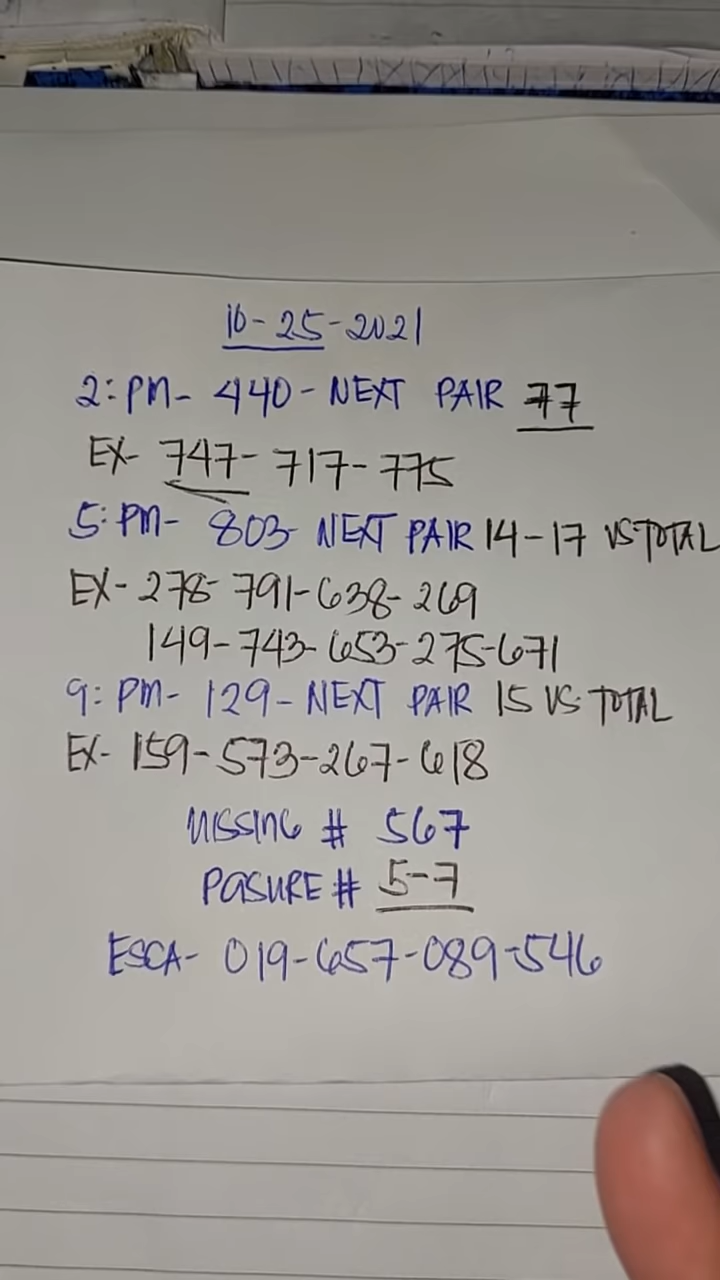 10-25-2021
2:PM- 440- NEXT PAIR 77
EX- 747- 717- 775
5:PM- 803- NEXT PAIR 14-17 VS TOTAL
EX- 278- 791-638- 269
149-743-653-275-671
9:PM- 129- NEXT PAIR 15 VS TOTAL
EX- 159-573-267-618
MISSING # 567
PASURE # 5-7
ESCA- 019-657-089-546